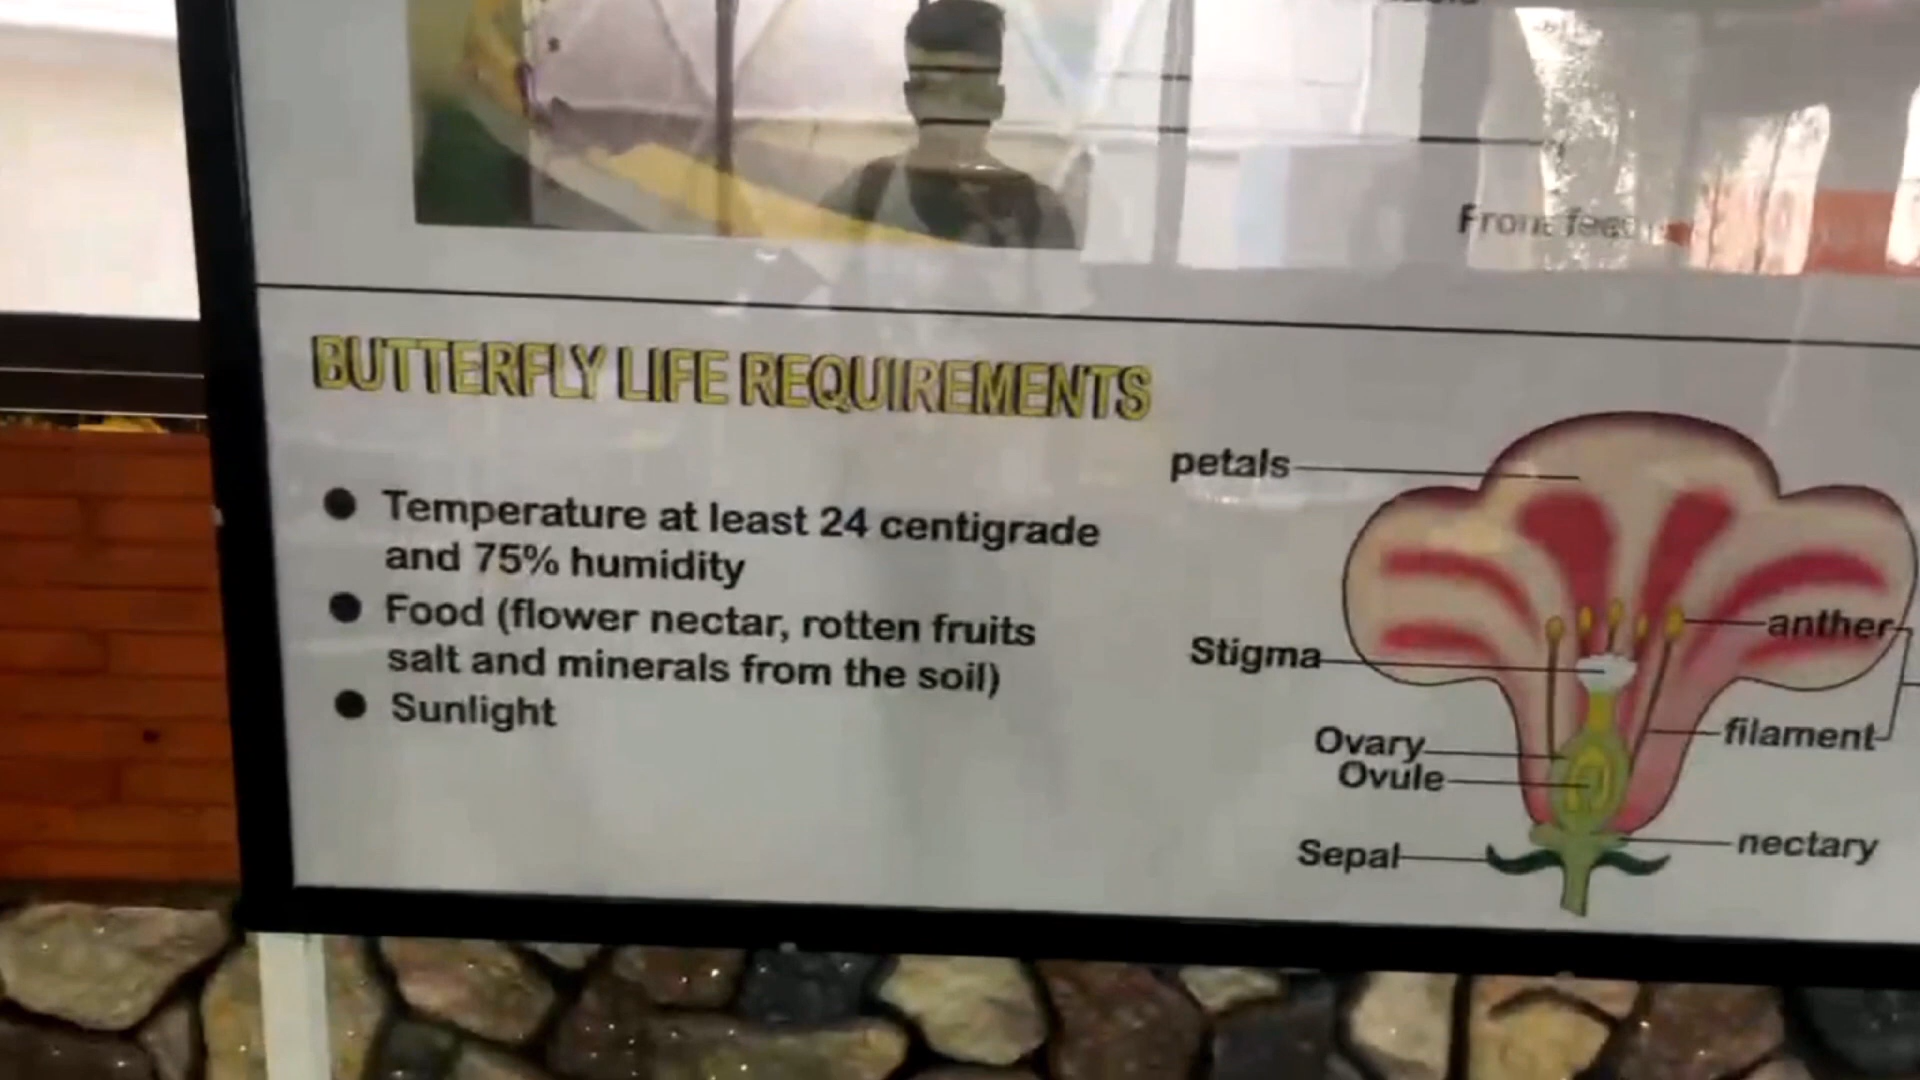 BUTTERFLY LIFE REQUIREMENTS
● Temperature at least 24 centigrade
and 75% humidity
● Food (flower nectar, rotten fruits
salt and minerals from the soil)
● Sunlight
petals
Stigma
Ovary
Ovule
Sepal
anther
filament
nectary